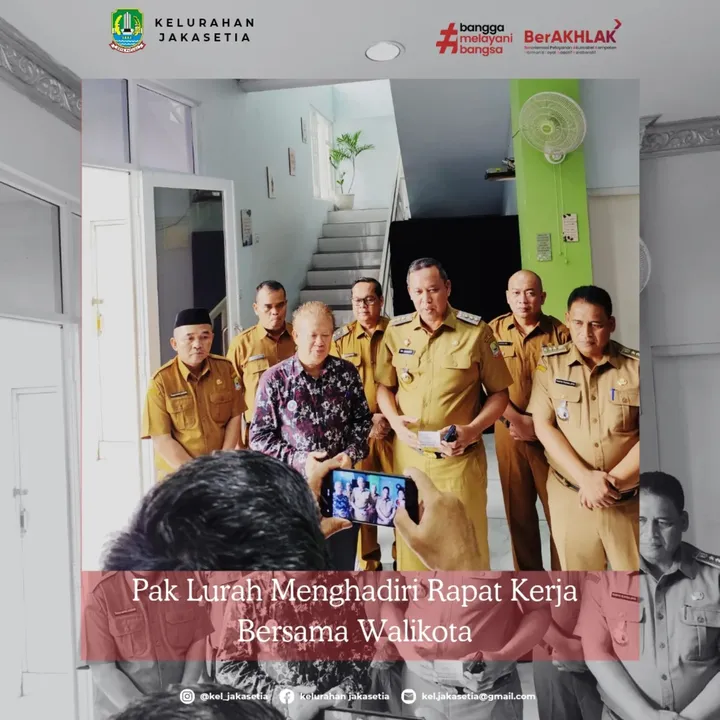 KELURAHAN
JAKASETIA
#bangga
melayani
bangsa
BerAKHLAK
Pak Lurah Menghadiri Rapat Kerja
Bersama Walikota
@kel_jakasetia
kelurahan jakasetia
kel.jakasetia@gmail.com